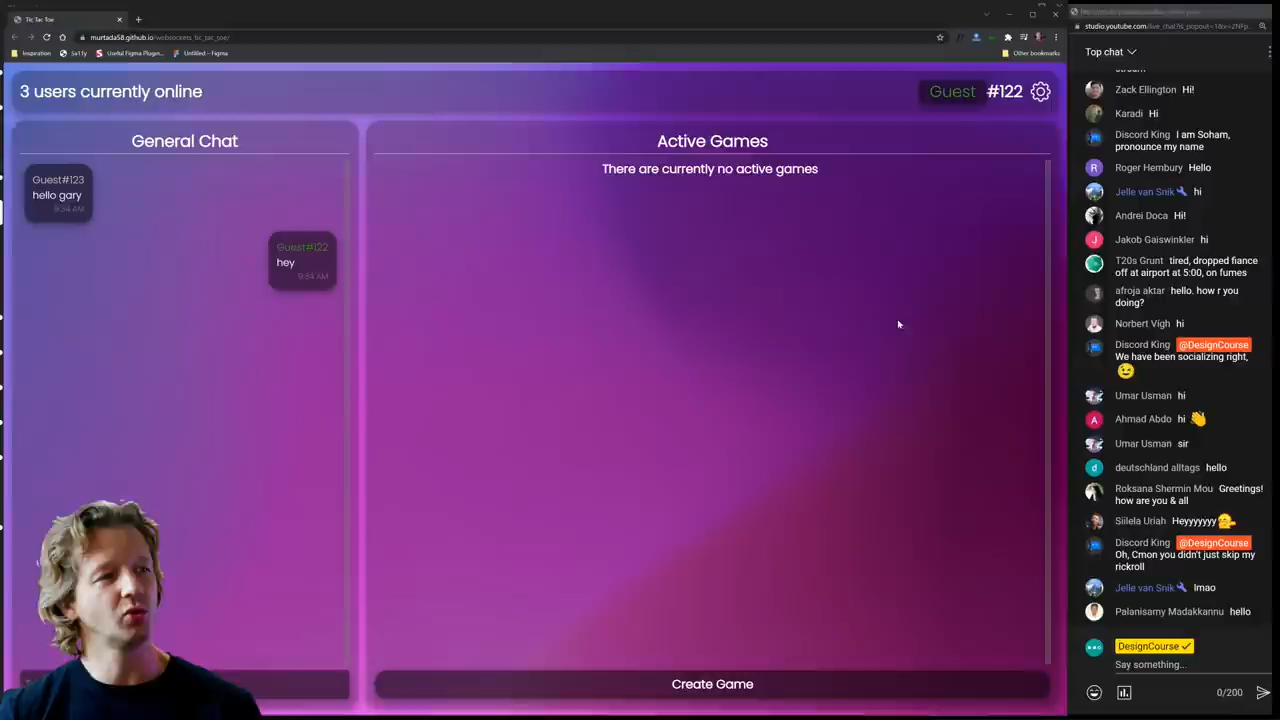 Tic Tac Toe
murtada58.github.io/websockets_tic_tac_toe/
Inspiration
5a11y
Useful Figma Plugin...
Untitled – Figma
Other bookmarks
3 users currently online
Guest #122
General Chat
Guest#123
hello gary
9:34 AM
Guest#122
hey
9:34 AM
Active Games
There are currently no active games
Create Game
studio.youtube.com/live_chat?is_popout=1&v=ZNFp...
Top chat
stream
Zack Ellington Hi!
Karadi Hi
Discord King I am Soham,
pronounce my name
Roger Hembury Hello
Jelle van Snik hi
Andrei Doca Hi!
Jakob Gaiswinkler hi
T20s Grunt tired, dropped fiance
off at airport at 5:00, on fumes
afroja aktar hello. how r you
doing?
Norbert Vígh hi
Discord King @DesignCourse
We have been socializing right,
Umar Usman hi
Ahmad Abdo hi
Umar Usman sir
deutschland alltags hello
Roksana Shermin Mou Greetings!
how are you & all
Siilela Uriah Heyyyyyy
Discord King @DesignCourse
Oh, Cmon you didn't just skip my
rickroll
Jelle van Snik lmao
Palanisamy Madakkannu hello
DesignCourse
Say something...
0/200